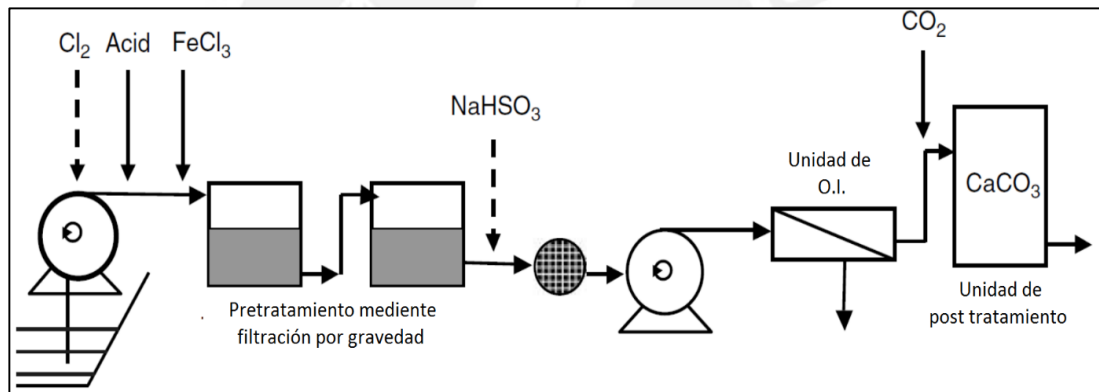 Cl₂ Acid FeCl₃
NaHSO₃
CO₂
Unidad de
O.I.
CaCO₃
Pretratamiento mediente
filtración por gravedad
Unidad de
post tratamiento